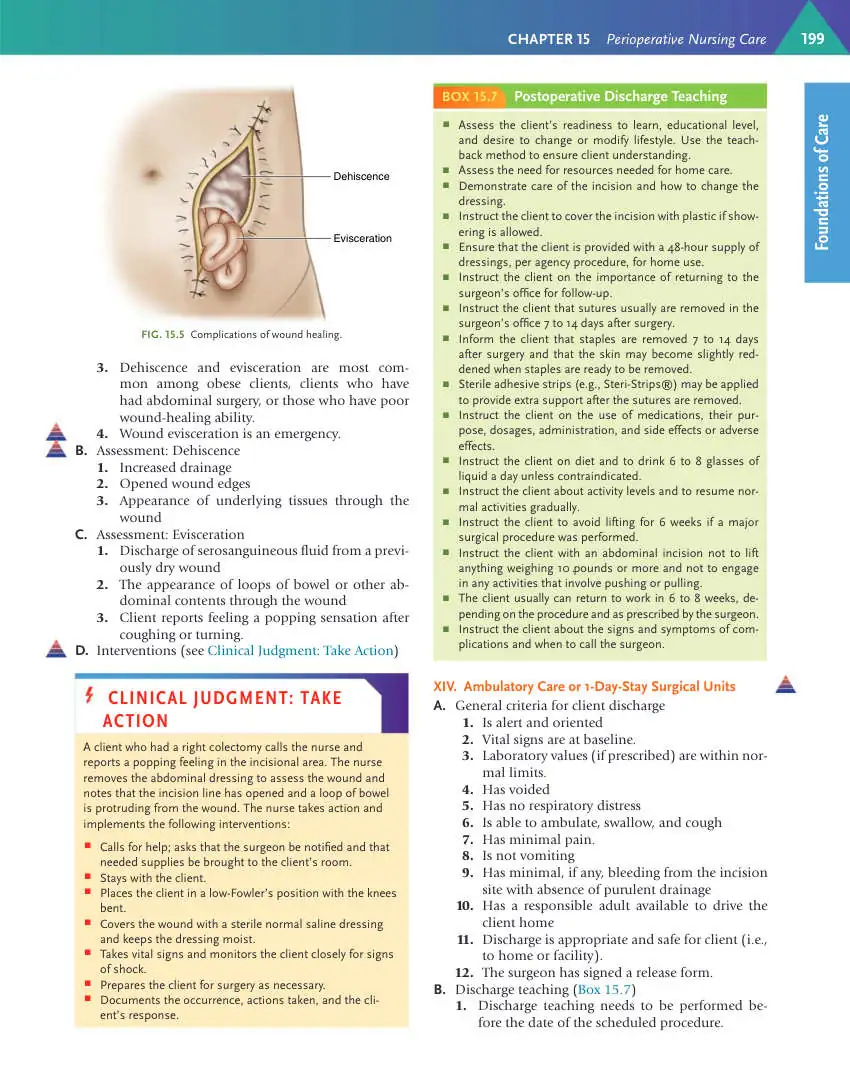 CHAPTER 15 Perioperative Nursing Care 199
Foundations of Care
Dehiscence
Evisceration
FIG. 15.5 Complications of wound healing.
3. Dehiscence and evisceration are most com-
mon among obese clients, clients who have
had abdominal surgery, or those who have poor
wound-healing ability.
4. Wound evisceration is an emergency.
B. Assessment: Dehiscence
1. Increased drainage
2. Opened wound edges
3. Appearance of underlying tissues through the
wound
C. Assessment: Evisceration
1. Discharge of serosanguineous fluid from a previ-
ously dry wound
2. The appearance of loops of bowel or other ab-
dominal contents through the wound
3. Client reports feeling a popping sensation after
coughing or turning.
D. Interventions (see Clinical Judgment: Take Action)
CLINICAL JUDGMENT: TAKE
ACTION
A client who had a right colectomy calls the nurse and
reports a popping feeling in the incisional area. The nurse
removes the abdominal dressing to assess the wound and
notes that the incision line has opened and a loop of bowel
is protruding from the wound. The nurse takes action and
implements the following interventions:
▪ Calls for help; asks that the surgeon be notified and that
needed supplies be brought to the client's room.
▪ Stays with the client.
▪ Places the client in a low-Fowler's position with the knees
bent.
▪ Covers the wound with a sterile normal saline dressing
and keeps the dressing moist.
▪ Takes vital signs and monitors the client closely for signs
of shock.
▪ Prepares the client for surgery as necessary.
▪ Documents the occurrence, actions taken, and the cli-
ent's response.
BOX 15.7 Postoperative Discharge Teaching
▪ Assess the client's readiness to learn, educational level,
and desire to change or modify lifestyle. Use the teach-
back method to ensure client understanding.
▪ Assess the need for resources needed for home care.
▪ Demonstrate care of the incision and how to change the
dressing.
▪ Instruct the client to cover the incision with plastic if show-
ering is allowed.
▪ Ensure that the client is provided with a 48-hour supply of
dressings, per agency procedure, for home use.
▪ Instruct the client on the importance of returning to the
surgeon's office for follow-up.
▪ Instruct the client that sutures usually are removed in the
surgeon's office 7 to 14 days after surgery.
▪ Inform the client that staples are removed 7 to 14 days
after surgery and that the skin may become slightly red-
dened when staples are ready to be removed.
▪ Sterile adhesive strips (e.g., Steri-Strips®) may be applied
to provide extra support after the sutures are removed.
▪ Instruct the client on the use of medications, their pur-
pose, dosages, administration, and side effects or adverse
effects.
▪ Instruct the client on diet and to drink 6 to 8 glasses of
liquid a day unless contraindicated.
▪ Instruct the client about activity levels and to resume nor-
mal activities gradually.
▪ Instruct the client to avoid lifting for 6 weeks if a major
surgical procedure was performed.
▪ Instruct the client with an abdominal incision not to lift
anything weighing 10 pounds or more and not to engage
in any activities that involve pushing or pulling.
▪ The client usually can return to work in 6 to 8 weeks, de-
pending on the procedure and as prescribed by the surgeon.
▪ Instruct the client about the signs and symptoms of com-
plications and when to call the surgeon.
XIV. Ambulatory Care or 1-Day-Stay Surgical Units
A. General criteria for client discharge
1. Is alert and oriented
2. Vital signs are at baseline.
3. Laboratory values (if prescribed) are within nor-
mal limits.
4. Has voided
5. Has no respiratory distress
6. Is able to ambulate, swallow, and cough
7. Has minimal pain.
8. Is not vomiting
9. Has minimal, if any, bleeding from the incision
site with absence of purulent drainage
10. Has a responsible adult available to drive the
client home
11. Discharge is appropriate and safe for client (i.e.,
to home or facility).
12. The surgeon has signed a release form.
B. Discharge teaching (Box 15.7)
1. Discharge teaching needs to be performed be-
fore the date of the scheduled procedure.